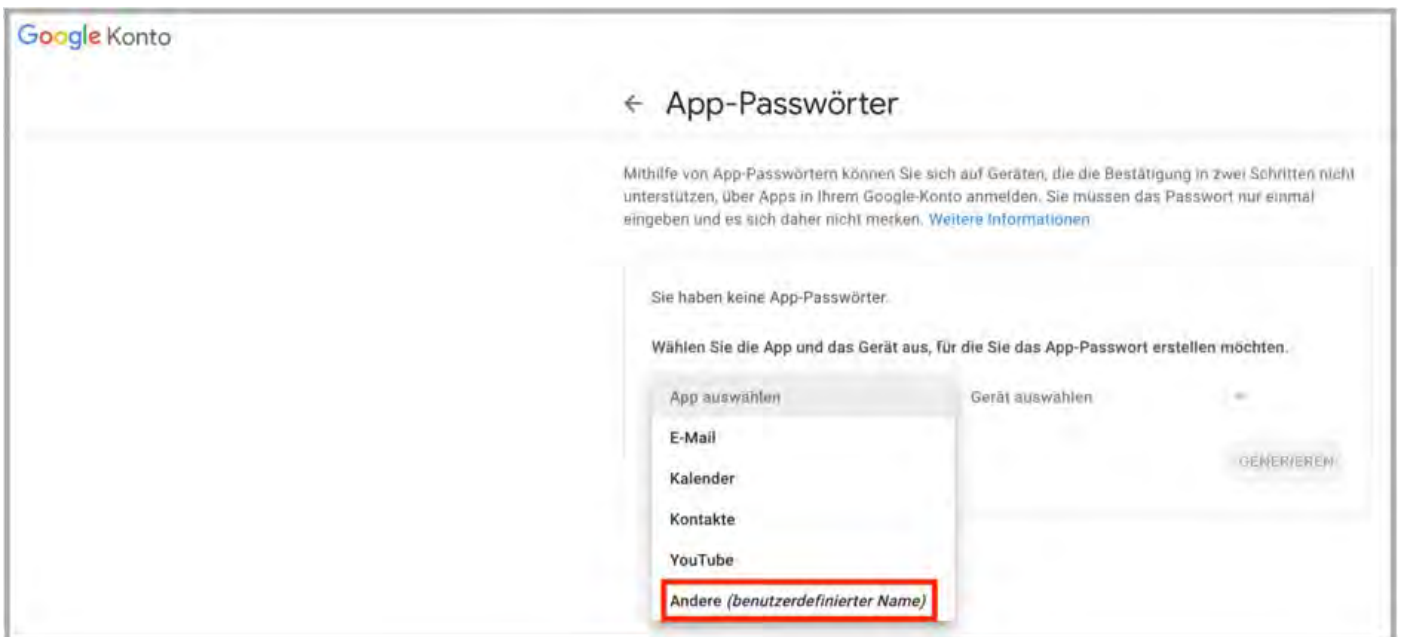 Google Konto
← App-Passwörter
Mithilfe von App-Passwörtern können Sie sich auf Geräten, die die Bestätigung in zwei Schritten nicht
unterstützen, über Apps in Ihrem Google-Konto anmelden. Sie müssen das Passwort nur einmal
eingeben und es sich daher nicht merken. Weitere Informationen
Sie haben keine App-Passwörter.
Wählen Sie die App und das Gerät aus, für die Sie das App-Passwort erstellen möchten.
App auswählen Gerät auswählen
E-Mail
GENERIEREN
Kalender
Kontakte
YouTube
Andere (benutzerdefinierter Name)